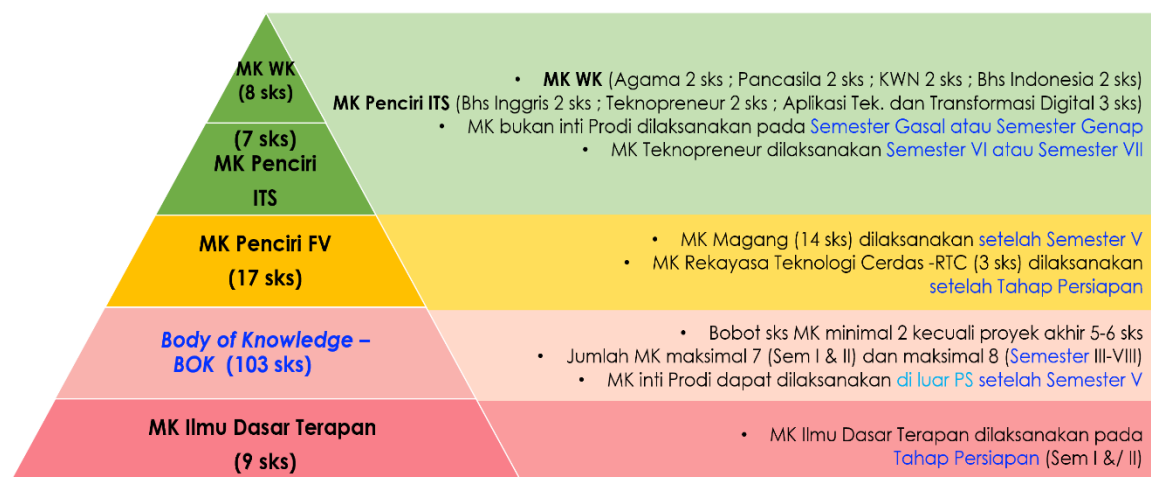 MK WK
(8 sks)
(7 sks)
MK Penciri
ITS
• MK WK (Agama 2 sks ; Pancasila 2 sks ; KWN 2 sks ; Bhs Indonesia 2 sks)
MK Penciri ITS (Bhs Inggris 2 sks ; Teknopreneur 2 sks ; Aplikasi Tek. dan Transformasi Digital 3 sks)
• MK bukan inti Prodi dilaksanakan pada Semester Gasal atau Semester Genap
• MK Teknopreneur dilaksanakan Semester VI atau Semester VII
MK Penciri FV
(17 sks)
• MK Magang (14 sks) dilaksanakan setelah Semester V
• MK Rekayasa Teknologi Cerdas -RTC (3 sks) dilaksanakan
setelah Tahap Persiapan
Body of Knowledge –
BOK (103 sks)
• Bobot sks MK minimal 2 kecuali proyek akhir 5-6 sks
• Jumlah MK maksimal 7 (Sem I & II) dan maksimal 8 (Semester III-VIII)
• MK inti Prodi dapat dilaksanakan di luar PS setelah Semester V
MK Ilmu Dasar Terapan
(9 sks)
• MK Ilmu Dasar Terapan dilaksanakan pada
Tahap Persiapan (Sem I &/ II)